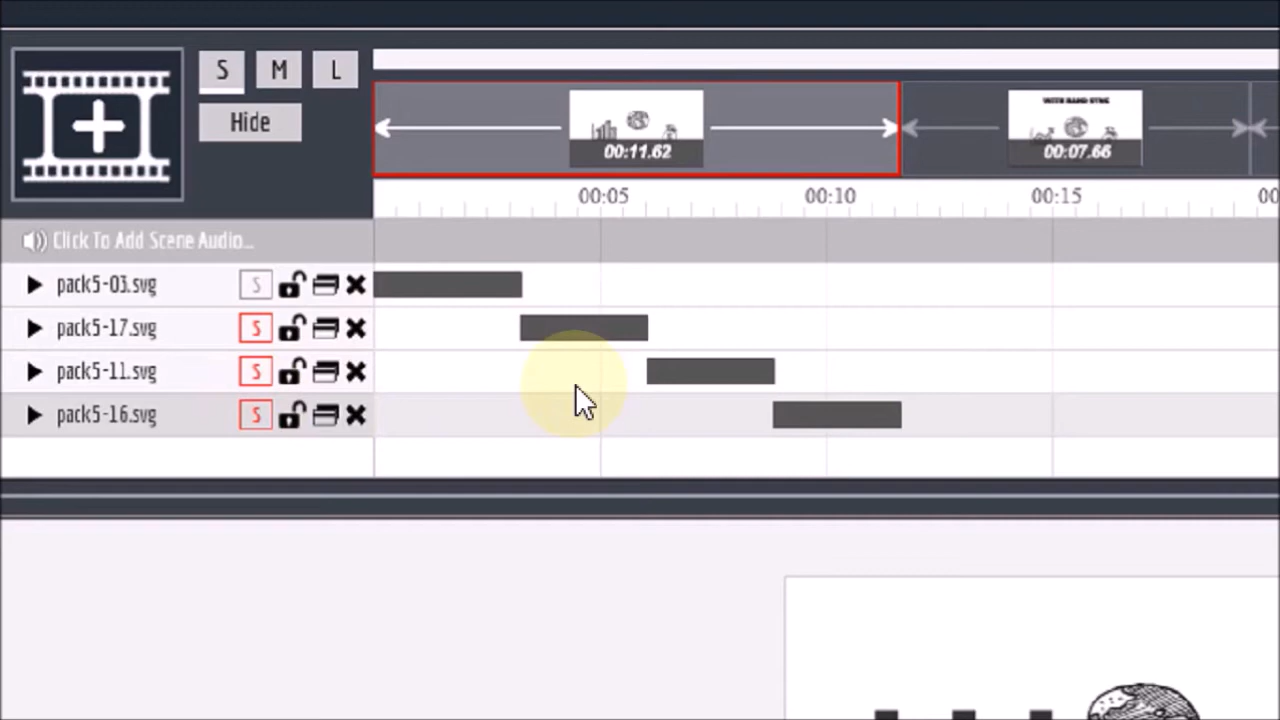 S M L
Hide
00:11.62
WITH HAND SYNC
00:07.66
00:05 00:10 00:15 00
Click To Add Scene Audio...
pack5-03.svg S
pack5-17.svg S
pack5-11.svg S
pack5-16.svg S